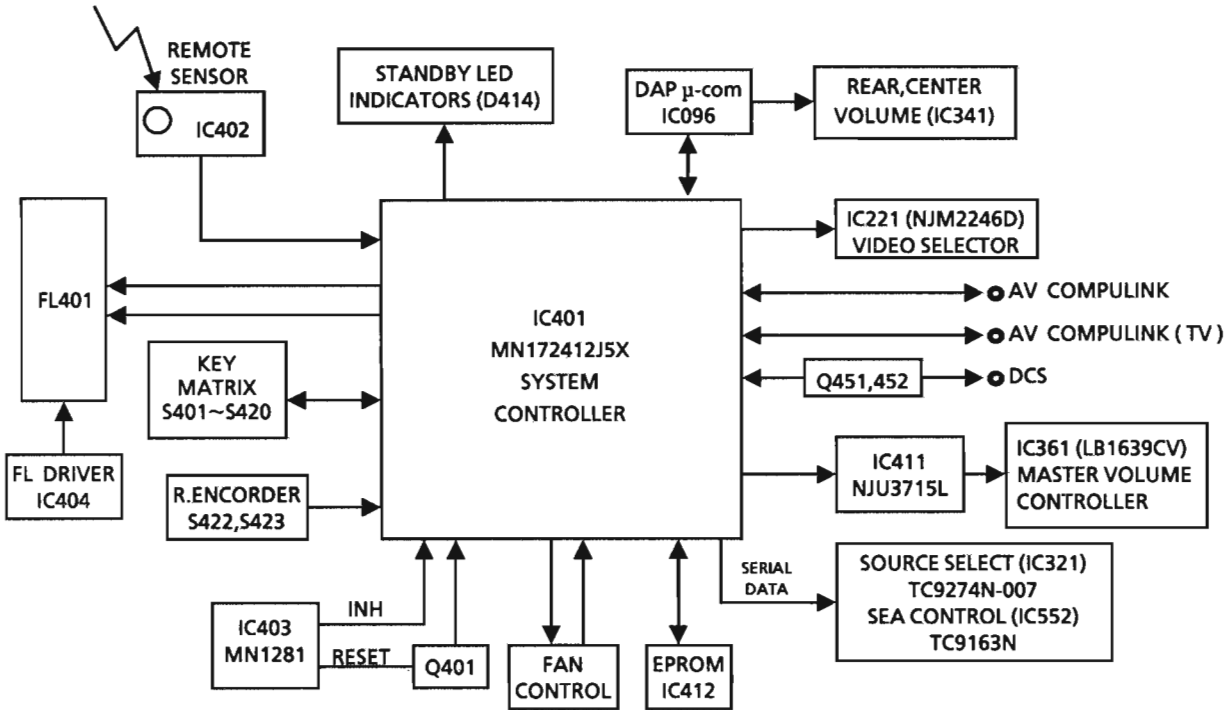 REMOTE
SENSOR
IC402
STANDBY LED
INDICATORS (D414)
DAP μ-com
IC096
REAR,CENTER
VOLUME (IC341)
IC221 (NJM2246D)
VIDEO SELECTOR
FL401
AV COMPULINK
AV COMPULINK ( TV )
Q451,452
DCS
IC401
MN172412J5X
SYSTEM
CONTROLLER
KEY
MATRIX
S401~S420
FL DRIVER
IC404
R.ENCORDER
S422,S423
IC411
NJU3715L
IC361 (LB1639CV)
MASTER VOLUME
CONTROLLER
IC403
MN1281
INH
RESET
Q401
FAN
CONTROL
EPROM
IC412
SERIAL
DATA
SOURCE SELECT (IC321)
TC9274N-007
SEA CONTROL (IC552)
TC9163N